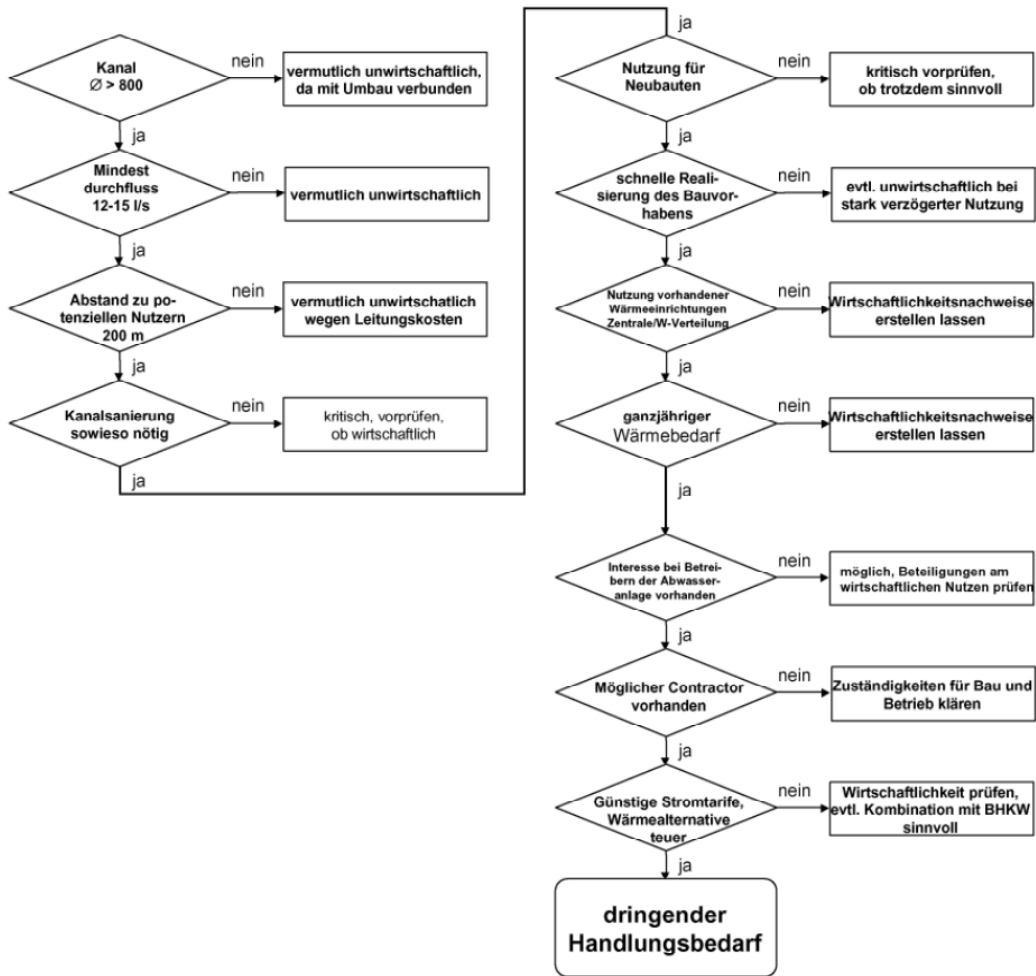 Kanal
Ø > 800
nein
vermutlich unwirtschaftlich,
da mit Umbau verbunden
ja
Mindest
durchfluss
12-15 l/s
nein
vermutlich unwirtschaftlich
ja
Abstand zu po-
tenziellen Nutzern
200 m
nein
vermutlich unwirtschatlich
wegen Leitungskosten
ja
Kanalsanierung
sowieso nötig
nein
kritisch, vorprüfen,
ob wirtschaftlich
ja
ja
Nutzung für
Neubauten
nein
kritisch vorprüfen,
ob trotzdem sinnvoll
ja
schnelle Reali-
sierung des Bauvor-
habens
nein
evtl. unwirtschaftlich bei
stark verzögerter Nutzung
ja
Nutzung vorhandener
Wärmeeinrichtungen
Zentrale/W-Verteilung
nein
Wirtschaftlichkeitsnachweise
erstellen lassen
ja
ganzjähriger
Wärmebedarf
nein
Wirtschaftlichkeitsnachweise
erstellen lassen
ja
Interesse bei Betrei-
bern der Abwasser-
anlage vorhanden
nein
möglich, Beteiligungen am
wirtschaftlichen Nutzen prüfen
ja
Möglicher Contractor
vorhanden
nein
Zuständigkeiten für Bau und
Betrieb klären
ja
Günstige Stromtarife,
Wärmealternative
teuer
nein
Wirtschaftlichkeit prüfen,
evtl. Kombination mit BHKW
sinnvoll
ja
dringender
Handlungsbedarf